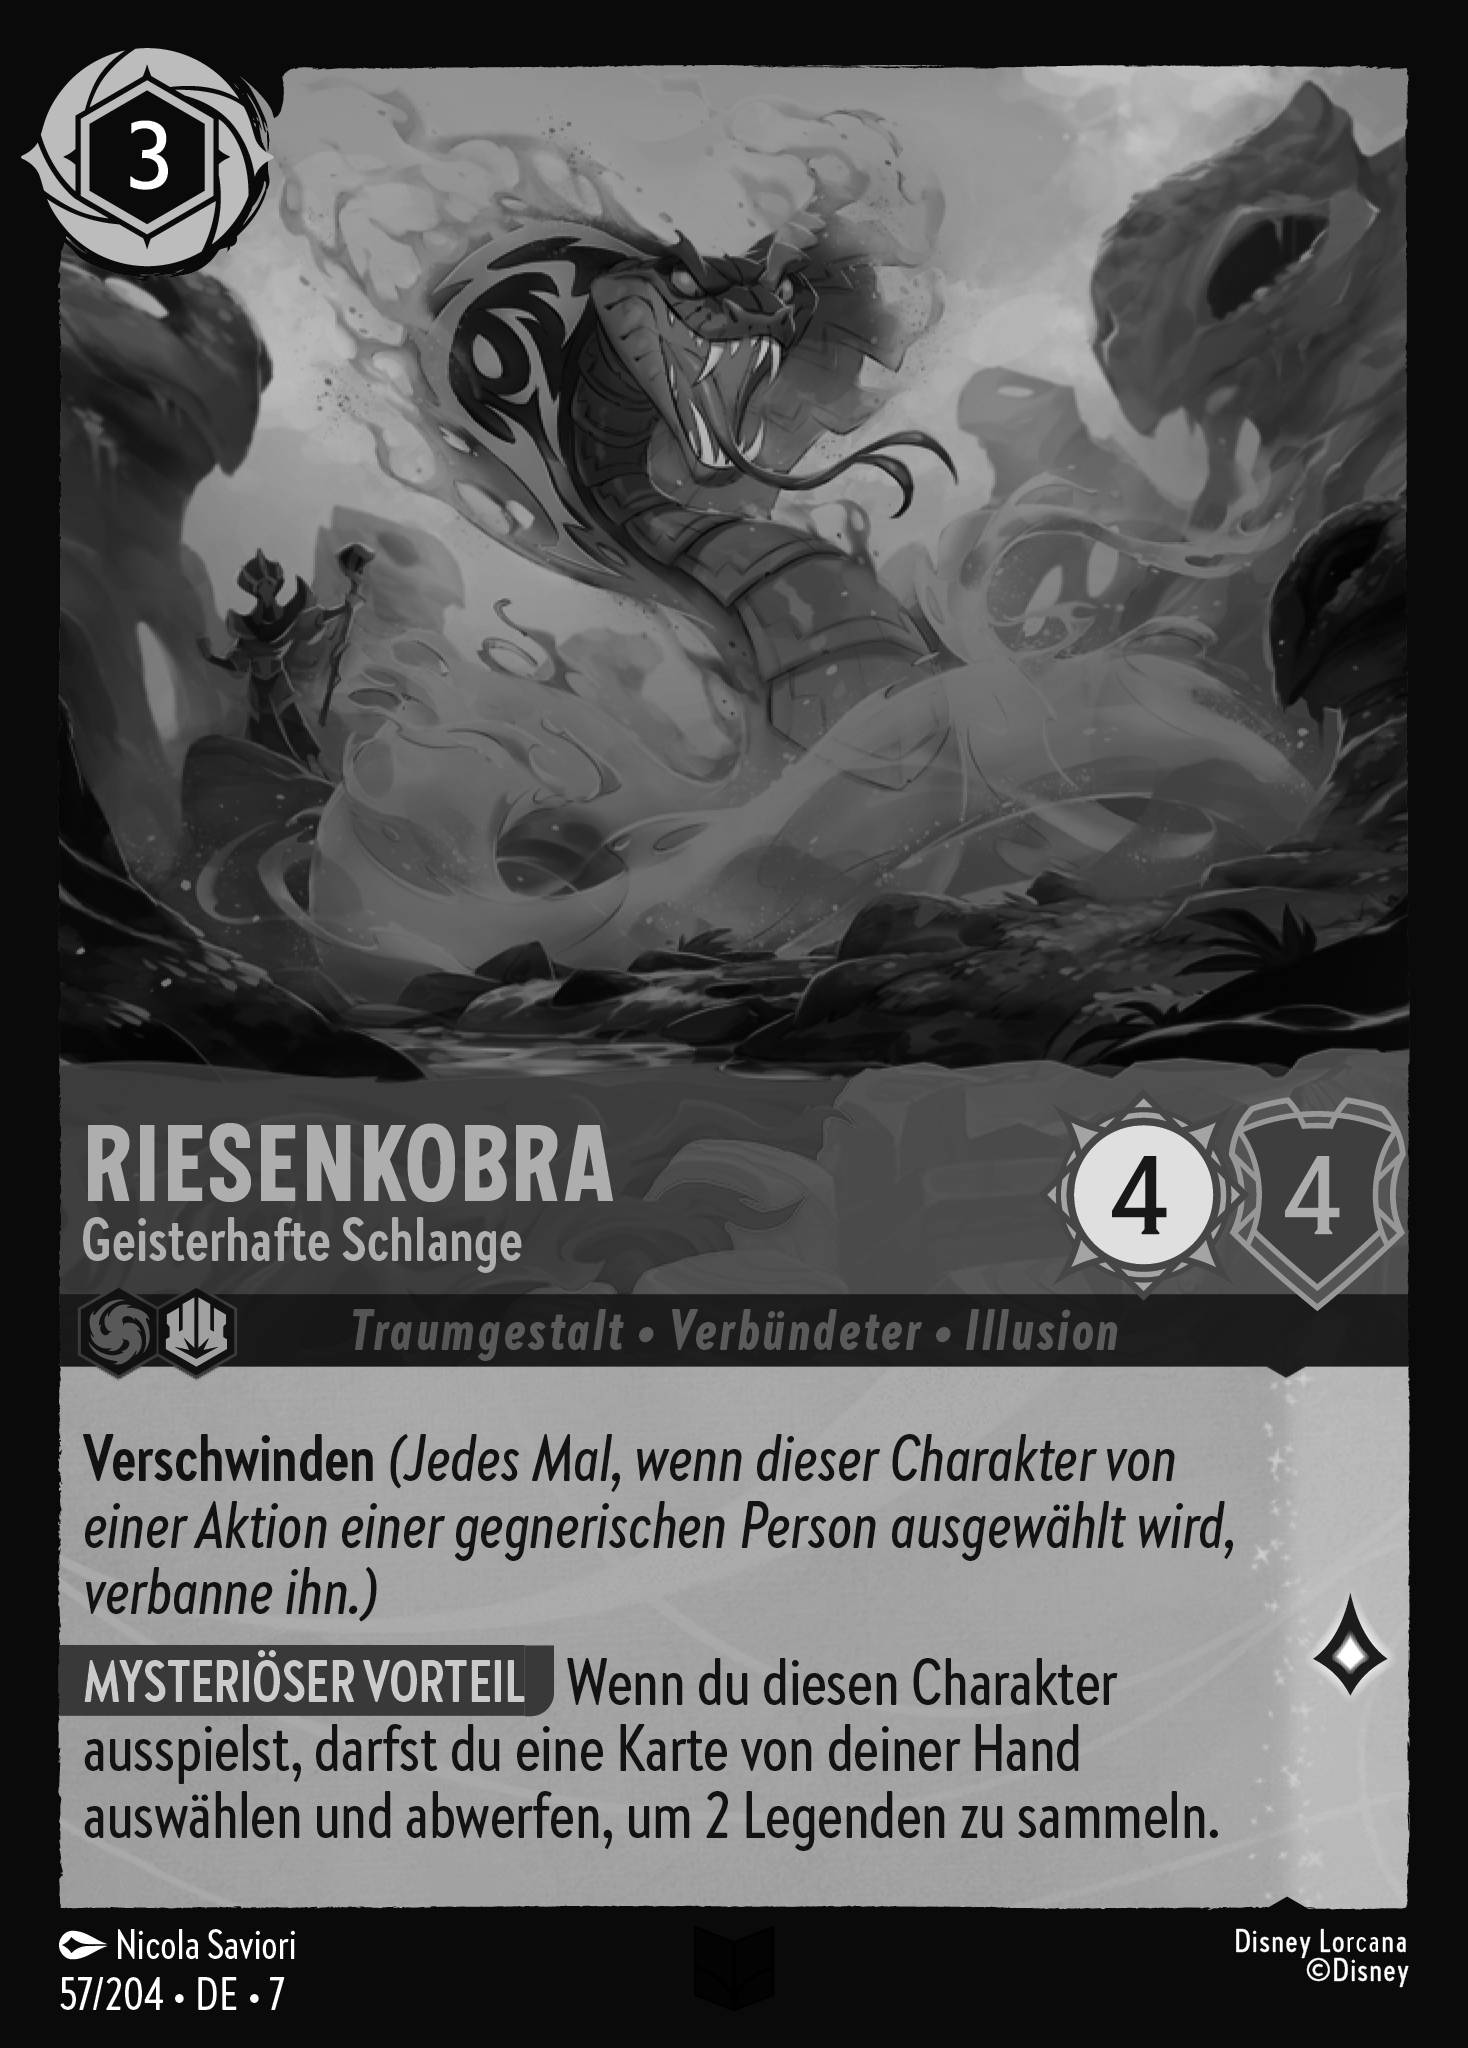 3
RIESENKOBRA
Geisterhafte Schlange
4
4
Traumgestalt • Verbündeter • Illusion
Verschwinden (Jedes Mal, wenn dieser Charakter von
einer Aktion einer gegnerischen Person ausgewählt wird,
verbanne ihn.)
MYSTERIÖSER VORTEIL Wenn du diesen Charakter
ausspielst, darfst du eine Karte von deiner Hand
auswählen und abwerfen, um 2 Legenden zu sammeln.
Nicola Saviori
57/204 • DE • 7
Disney Lorcana
©Disney